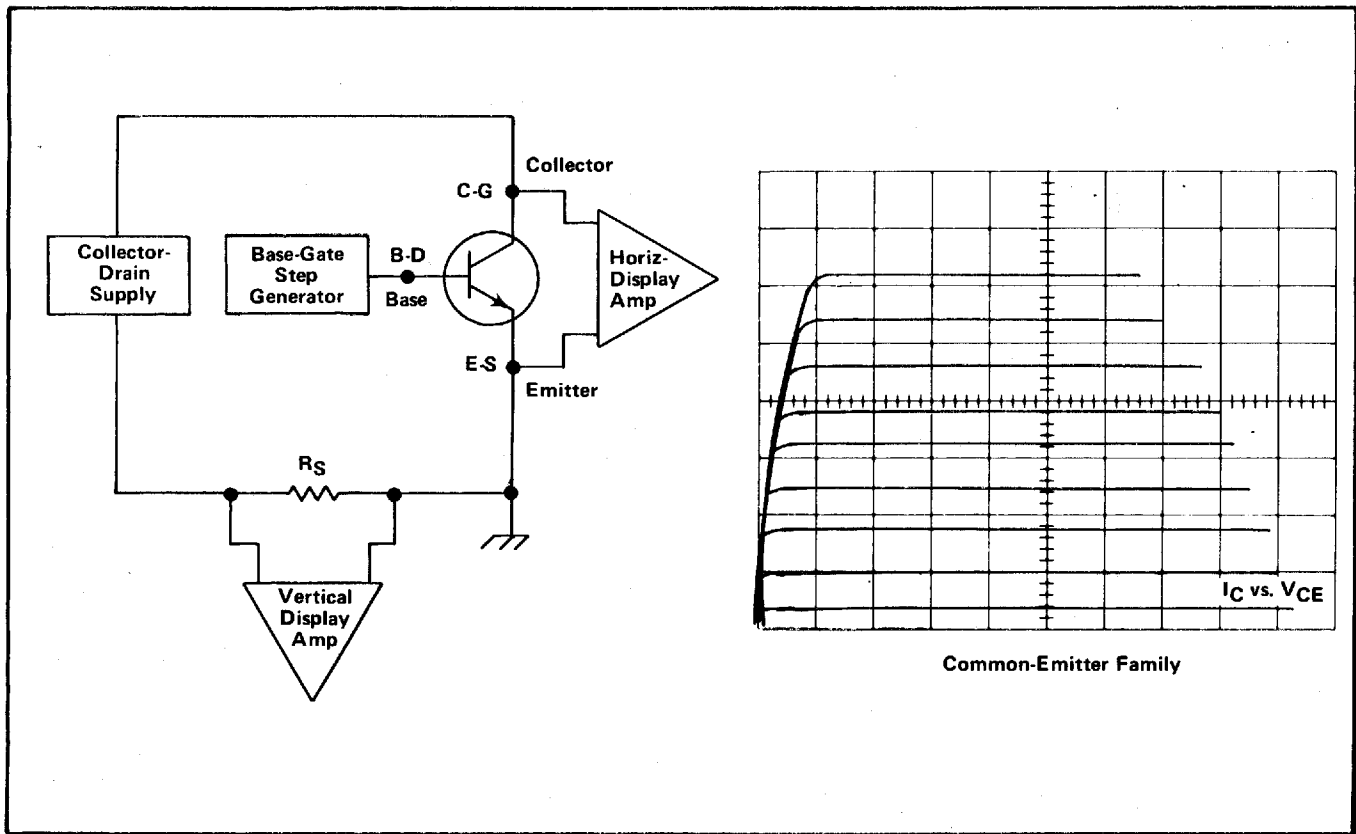 Collector
C-G
Collector-
Drain
Supply
Base-Gate
Step
Generator
B-D
Base
Horiz-
Display
Amp
E-S
Emitter
RS
Vertical
Display
Amp
IC vs. VCE
Common-Emitter Family